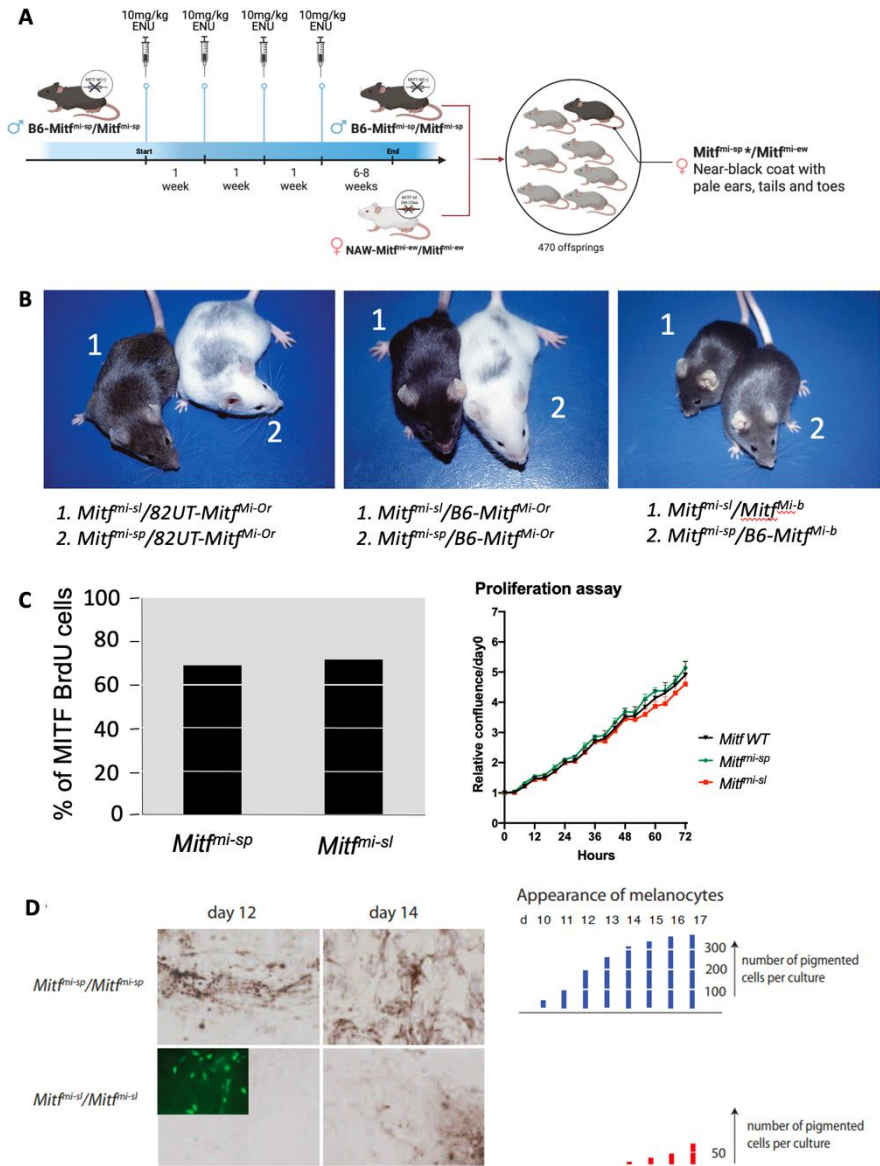 A
10mg/kg 10mg/kg 10mg/kg 10mg/kg
ENU ENU ENU ENU
♂ B6-Mitfmi-sp/Mitfmi-sp
B6-Mitfmi-sp/Mitfmi-sp
Start
End
1 week
1 week
1 week
6-8 weeks
♀ NAW-Mitfmi-ew/Mitfmi-ew
470 offsprings
Mitfmi-sp*/Mitfmi-ew
♀ Near-black coat with
pale ears, tails and toes
B
1
2
1
2
1
2
1. Mitfmi-sl/82UT-MitfMi-Or
2. Mitfmi-sp/82UT-MitfMi-Or
1. Mitfmi-sl/B6-MitfMi-Or
2. Mitfmi-sp/B6-MitfMi-Or
1. Mitfmi-sl/MitfMi-b
2. Mitfmi-sp/B6-MitfMi-b
C
% of MITF BrdU cells
100
80
60
40
20
0
Mitfmi-sp Mitfmi-sl
Proliferation assay
Relative confluence/day0
7
6
5
4
3
2
1
0
0 12 24 36 48 60 72
Hours
Mitf WT
Mitfmi-sp
Mitfmi-sl
D
day 12 day 14
Mitfmi-sp/Mitfmi-sp
Mitfmi-sl/Mitfmi-sl
Appearance of melanocytes
d 10 11 12 13 14 15 16 17
300
200
100
number of pigmented
cells per culture
50
number of pigmented
cells per culture